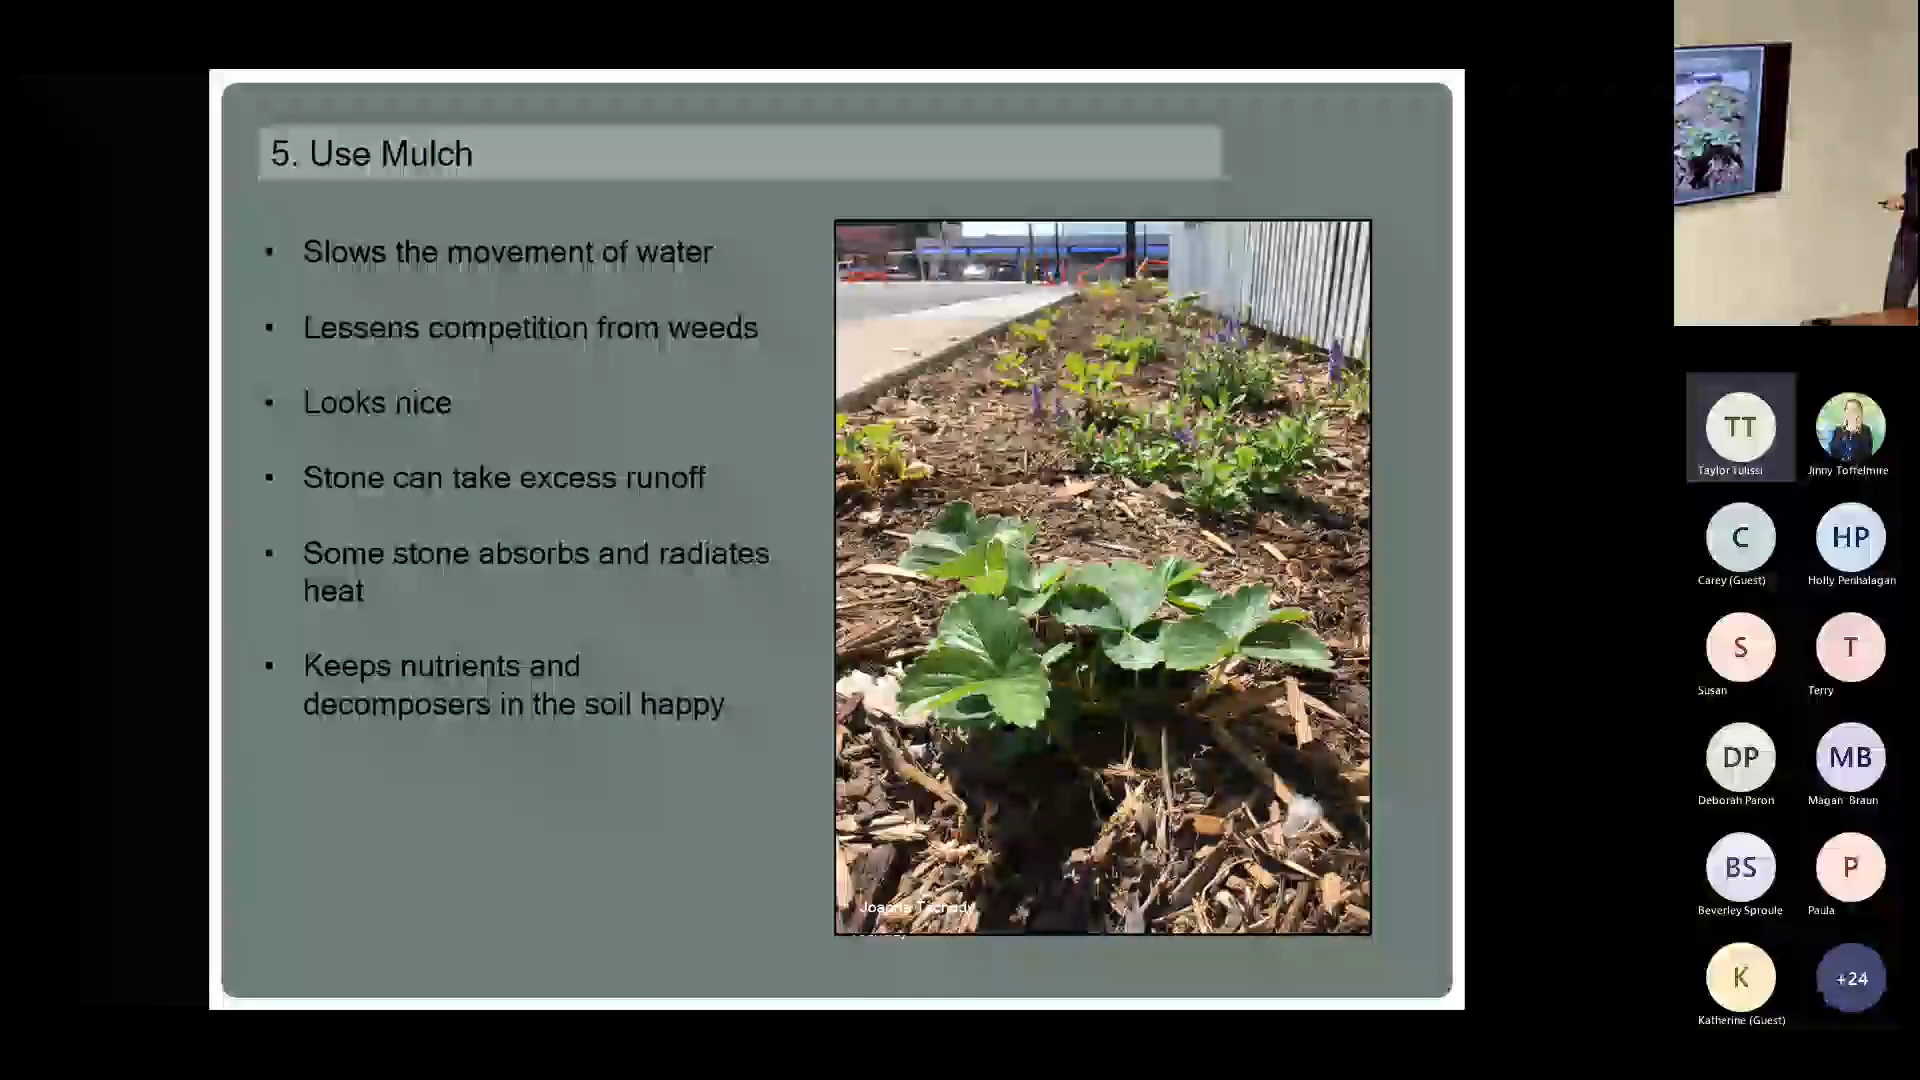 5. Use Mulch
• Slows the movement of water
• Lessens competition from weeds
• Looks nice
• Stone can take excess runoff
• Some stone absorbs and radiates
heat
• Keeps nutrients and
decomposers in the soil happy
TT
Taylor Tulissi
Jinny Toffelmire
C
HP
Carey (Guest)
Holly Penhalagan
S
T
Susan
Terry
DP
MB
Deborah Paron
Magan Braun
BS
P
Beverley Sproule
Paula
K
+24
Katherine (Guest)